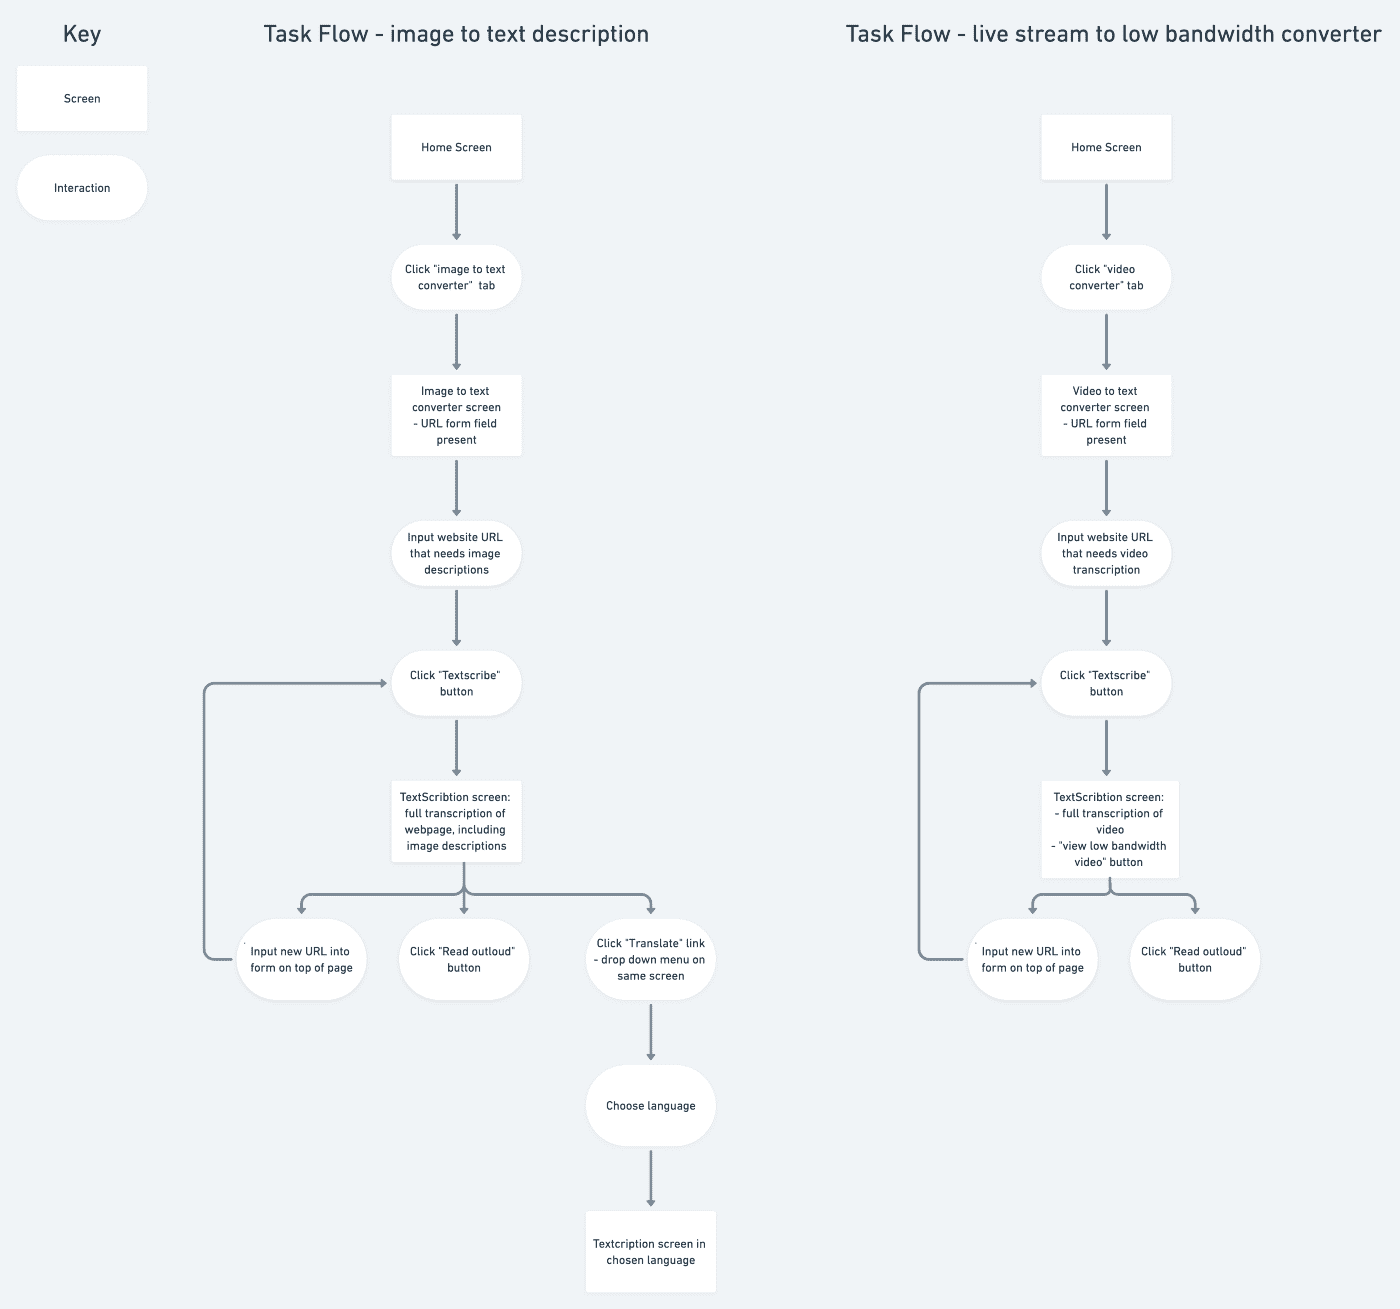 Key
Screen
Interaction
Task Flow - image to text description
Home Screen
Click "image to text
converter" tab
Image to text
converter screen
- URL form field
present
Input website URL
that needs image
descriptions
Click "Textscribe"
button
TextScribtion screen:
full transcription of
webpage, including
image descriptions
Input new URL into
form on top of page
Click "Read outloud"
button
Click "Translate" link
- drop down menu on
same screen
Choose language
Textcription screen in
chosen language
Task Flow - live stream to low bandwidth converter
Home Screen
Click "video
converter" tab
Video to text
converter screen
- URL form field
present
Input website URL
that needs video
transcription
Click "Textscribe"
button
TextScribtion screen:
- full transcription of
video
- "view low bandwidth
video" button
Input new URL into
form on top of page
Click "Read outloud"
button